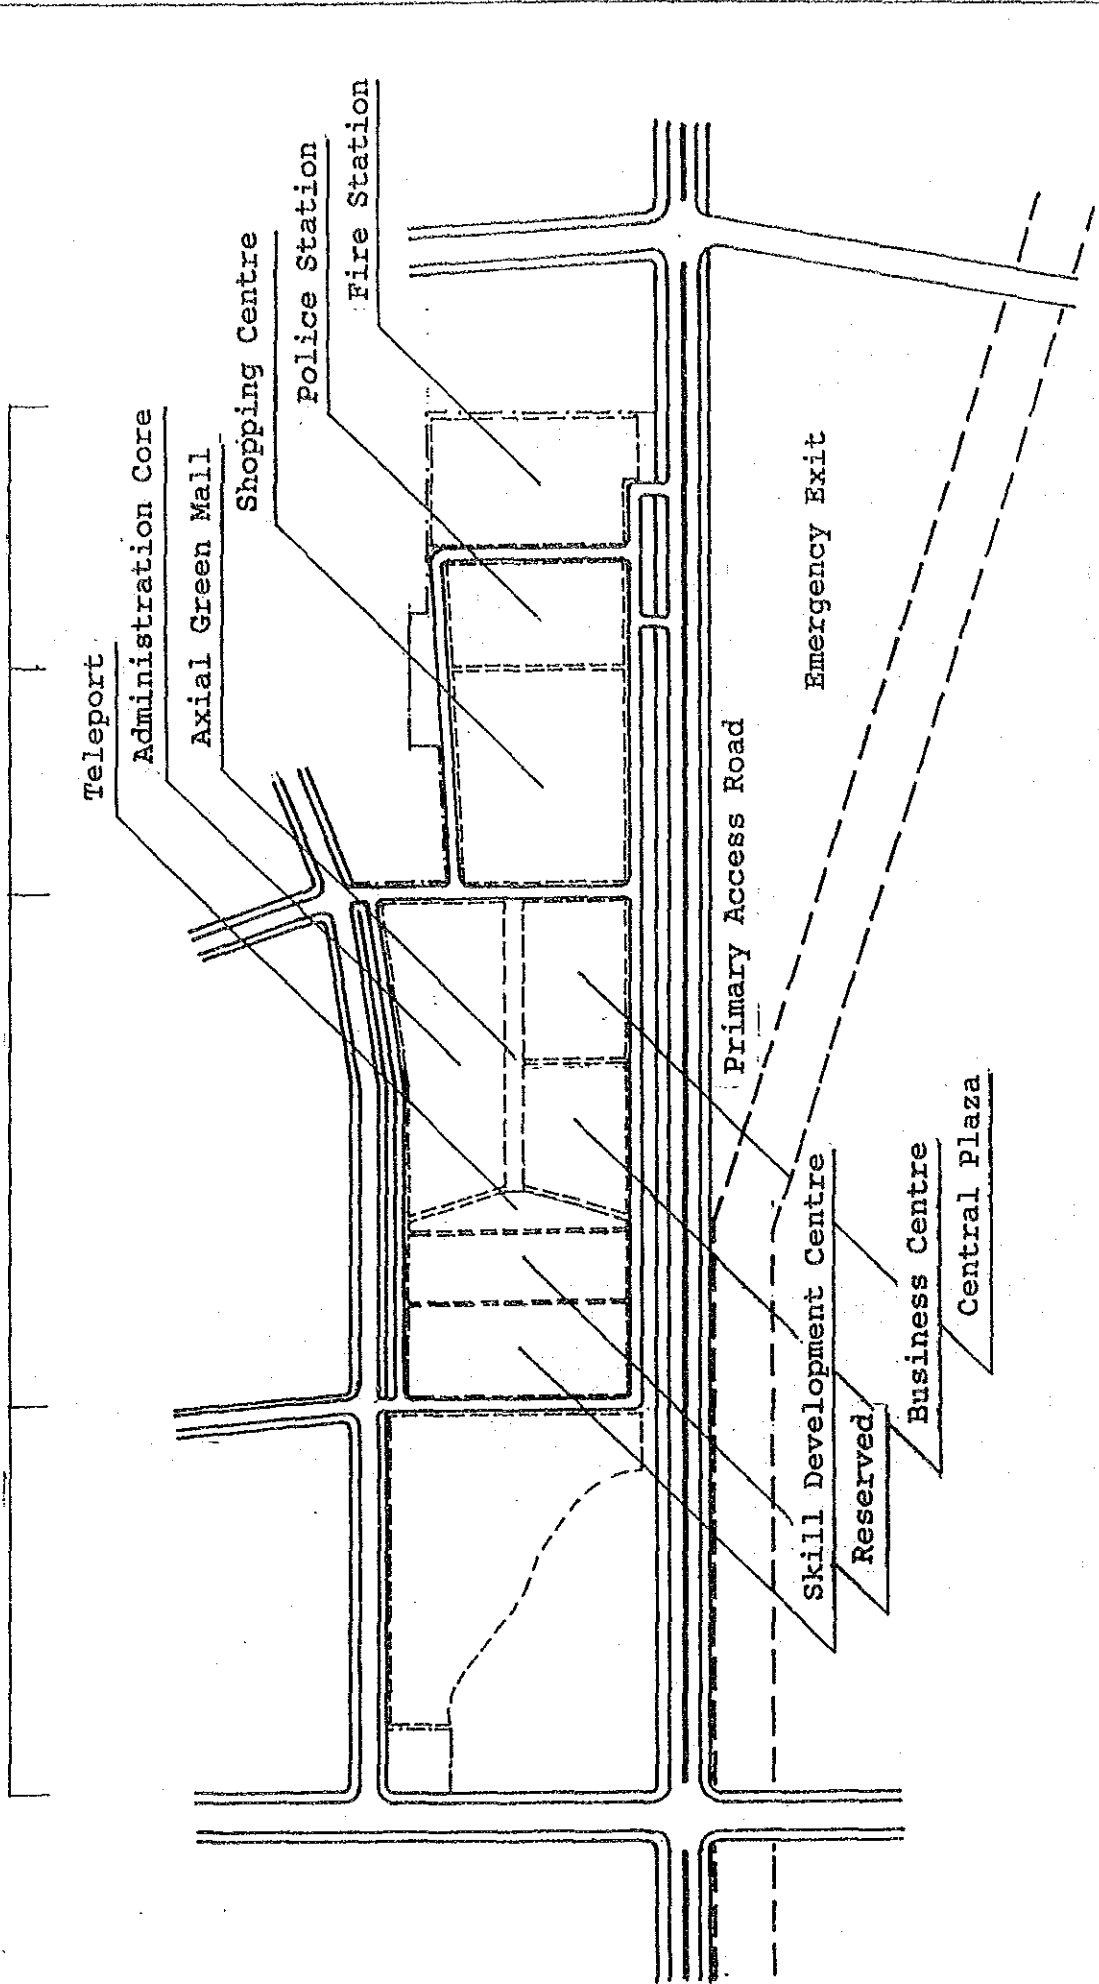 Teleport
Administration Core
Axial Green Mall
Shopping Centre
Police Station
Fire Station
Emergency Exit
Primary Access Road
Skill Development Centre
Reserved
Business Centre
Central Plaza